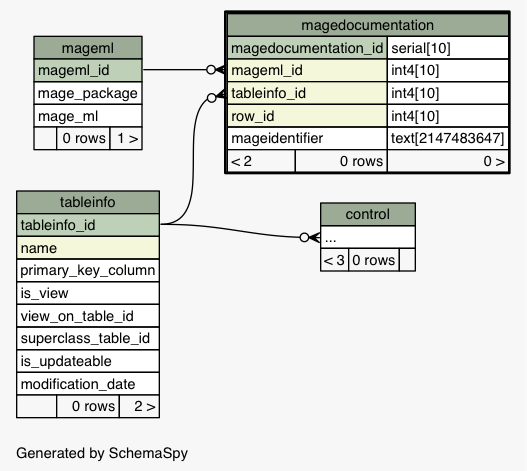 mageml
mageml_id
mage_package
mage_ml
0 rows 1 >
magedocumentation
magedocumentation_id serial[10]
mageml_id int4[10]
tableinfo_id int4[10]
row_id int4[10]
mageidentifier text[2147483647]
< 2 0 rows 0 >
tableinfo
tableinfo_id
name
primary_key_column
is_view
view_on_table_id
superclass_table_id
is_updateable
modification_date
0 rows 2 >
control
...
< 3 0 rows
Generated by SchemaSpy